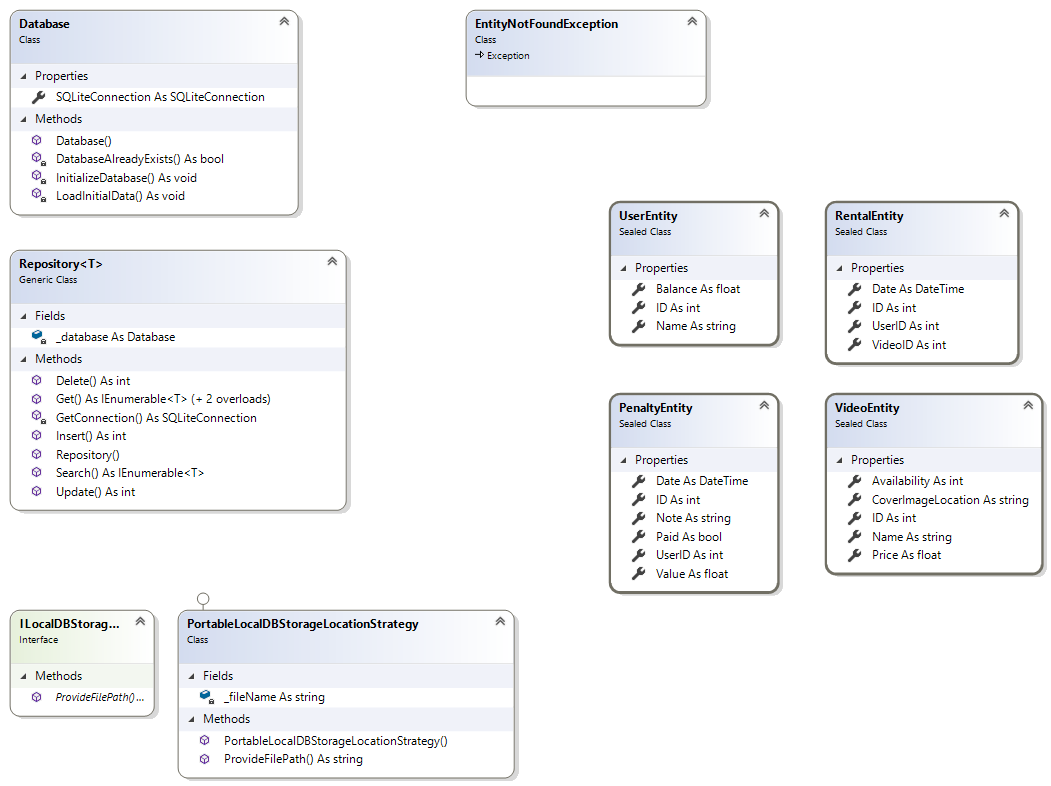 Database
Class
Properties
SQLiteConnection As SQLiteConnection
Methods
Database()
DatabaseAlreadyExists() As bool
InitializeDatabase() As void
LoadInitialData() As void
EntityNotFoundException
Class
Exception
Repository<T>
Generic Class
Fields
_database As Database
Methods
Delete() As int
Get() As IEnumerable<T> (+ 2 overloads)
GetConnection() As SQLiteConnection
Insert() As int
Repository()
Search() As IEnumerable<T>
Update() As int
UserEntity
Sealed Class
Properties
Balance As float
ID As int
Name As string
RentalEntity
Sealed Class
Properties
Date As DateTime
ID As int
UserID As int
VideoID As int
PenaltyEntity
Sealed Class
Properties
Date As DateTime
ID As int
Note As string
Paid As bool
UserID As int
Value As float
VideoEntity
Sealed Class
Properties
Availability As int
CoverImageLocation As string
ID As int
Name As string
Price As float
ILocalDBStorag...
Interface
Methods
ProvideFilePath()...
PortableLocalDBStorageLocationStrategy
Class
Fields
_fileName As string
Methods
PortableLocalDBStorageLocationStrategy()
ProvideFilePath() As string